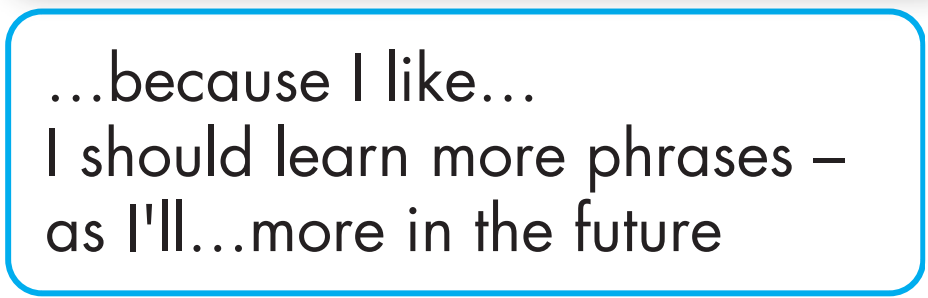 …because I like…
I should learn more phrases –
as I'll…more in the future